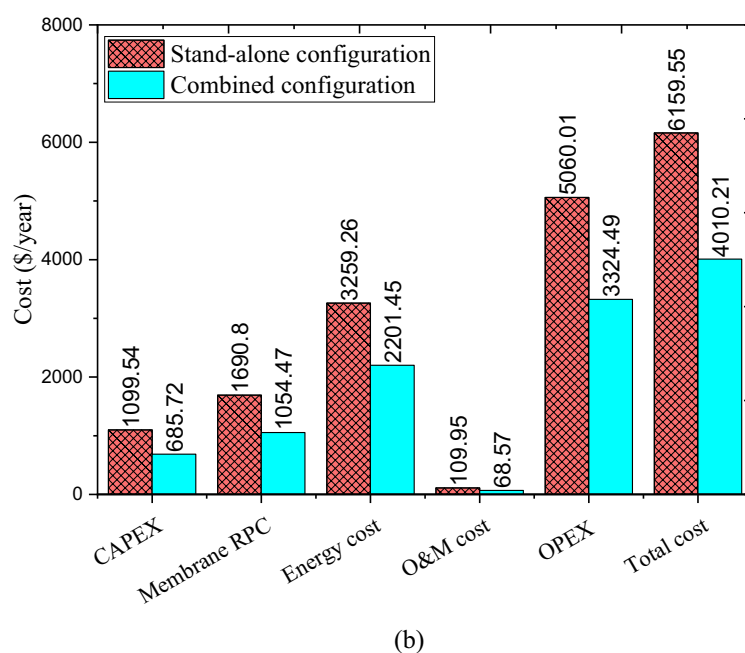 8000
6000
4000
2000
0
Cost ($/year)
Stand-alone configuration
Combined configuration
1099.54
685.72
1690.8
1054.47
3259.26
2201.45
109.95
68.57
5060.01
3324.49
6159.55
4010.21
CAPEX
Membrane RPC
Energy cost
O&M cost
OPEX
Total cost
(b)